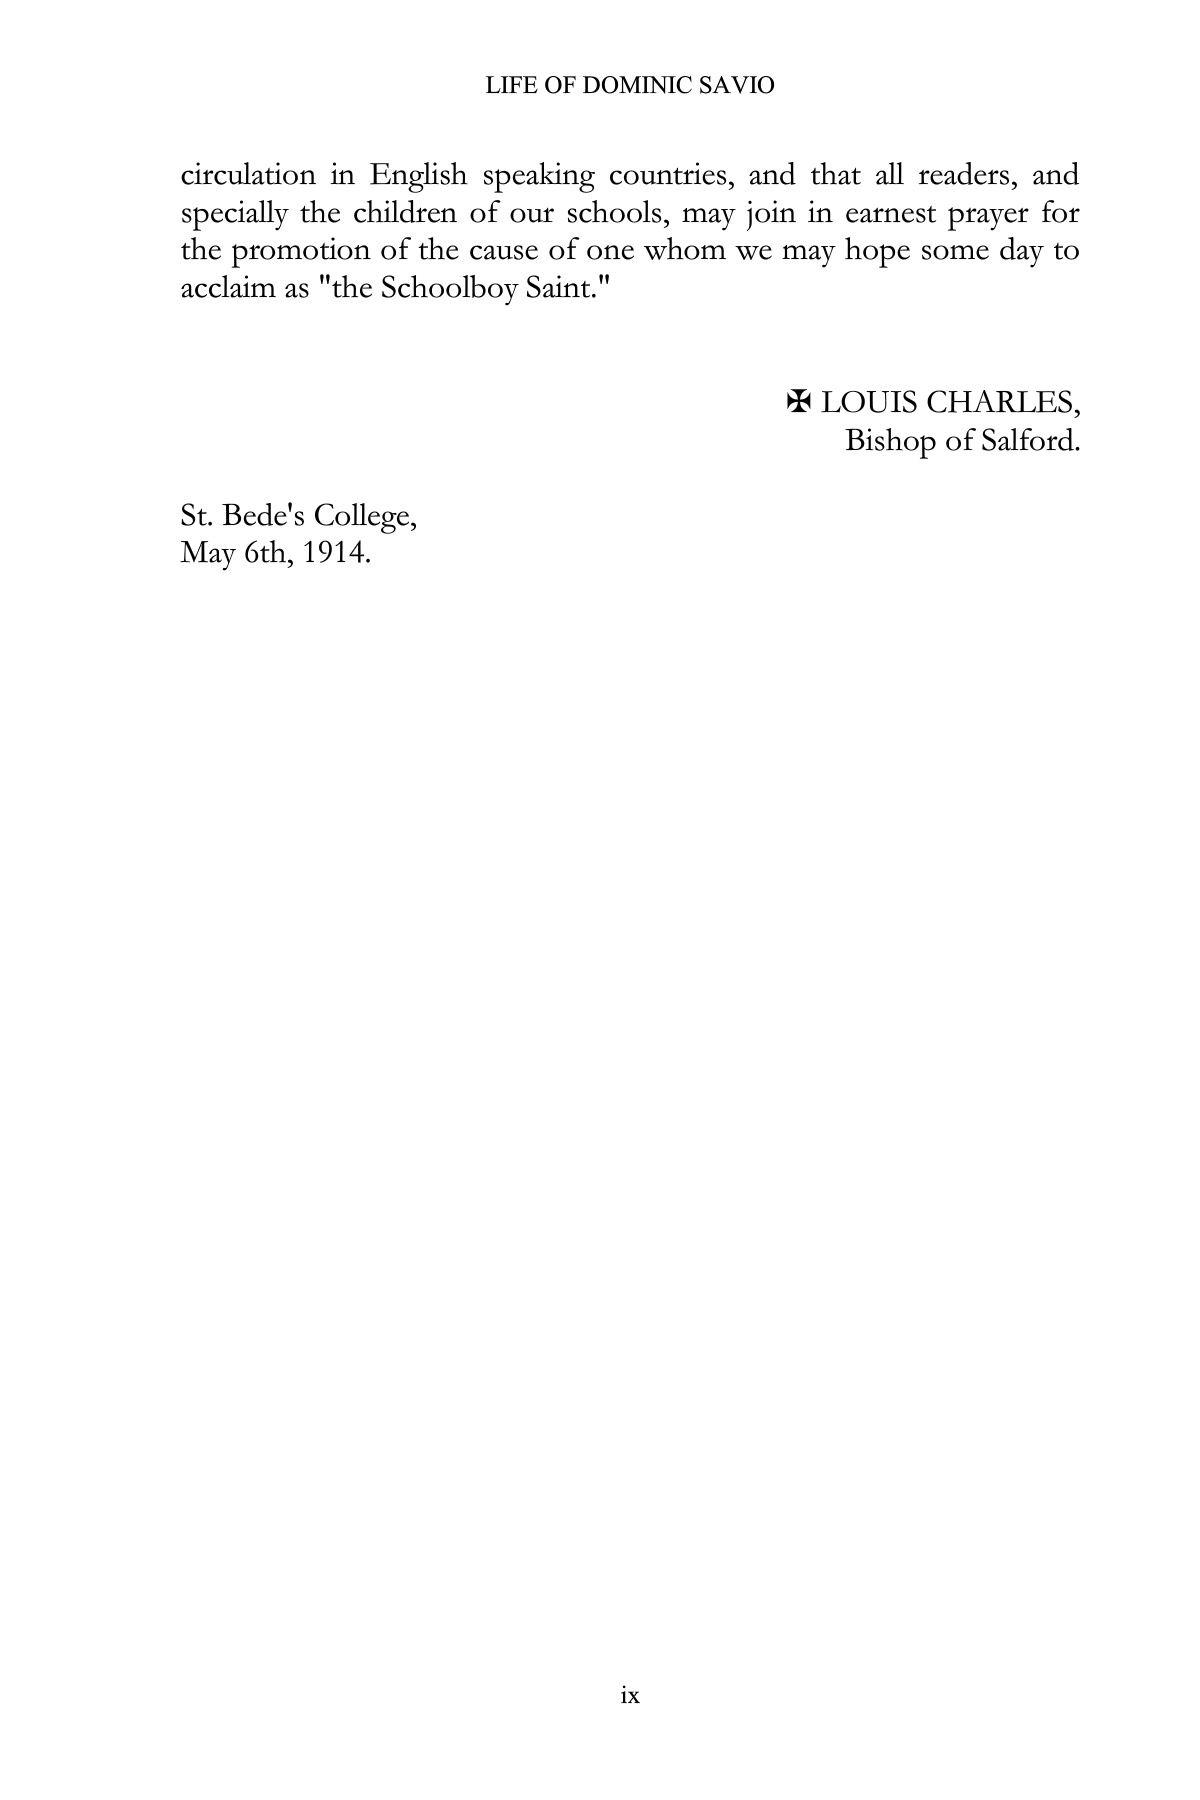 LIFE OF DOMINIC SAVIO
circulation in English speaking countries, and that all readers, and
specially the children of our schools, may join in earnest prayer for
the promotion of the cause of one whom we may hope some day to
acclaim as "the Schoolboy Saint."
✠ LOUIS CHARLES,
Bishop of Salford.
St. Bede's College,
May 6th, 1914.
ix